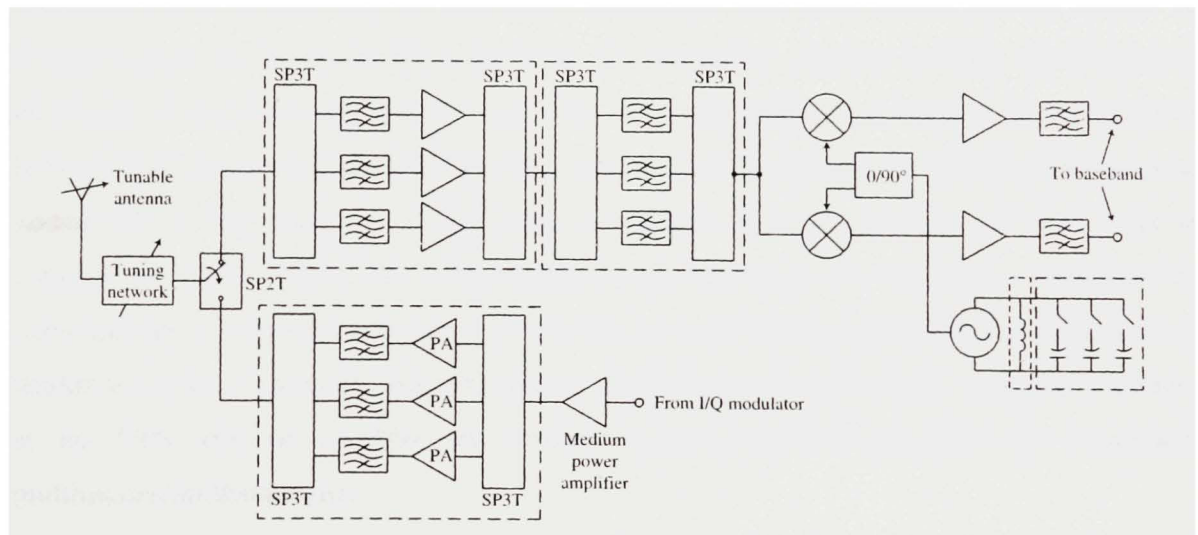 SP3T
SP3T
SP3T
SP3T
Tunable
antenna
0/90°
To baseband
Tuning
network
SP2T
PA
PA
PA
From I/Q modulator
Medium
power
amplifier
SP3T
SP3T